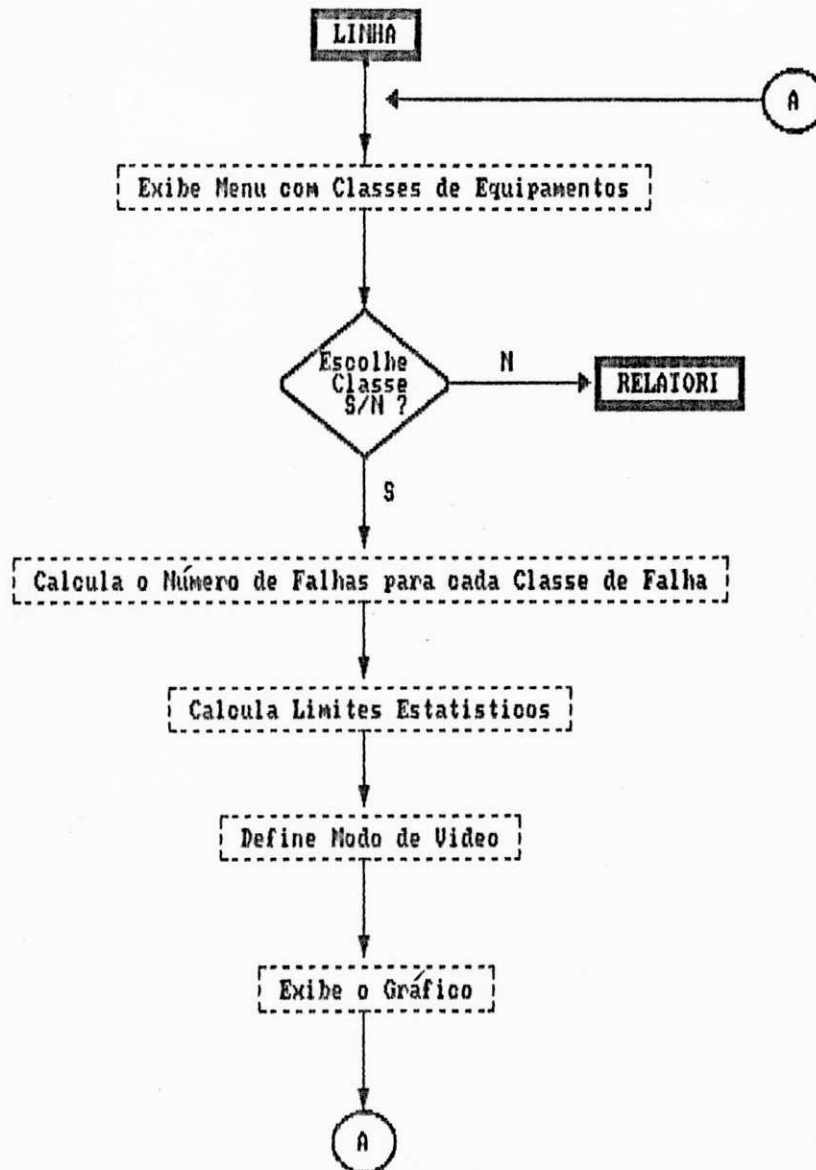 LINHA
A
Exibe Menu com Classes de Equipamentos
Escolhe
Classe
S/N ?
N
RELATORI
S
Calcula o Número de Falhas para cada Classe de Falha
Calcula Limites Estatisticos
Define Modo de Video
Exibe o Gráfico
A